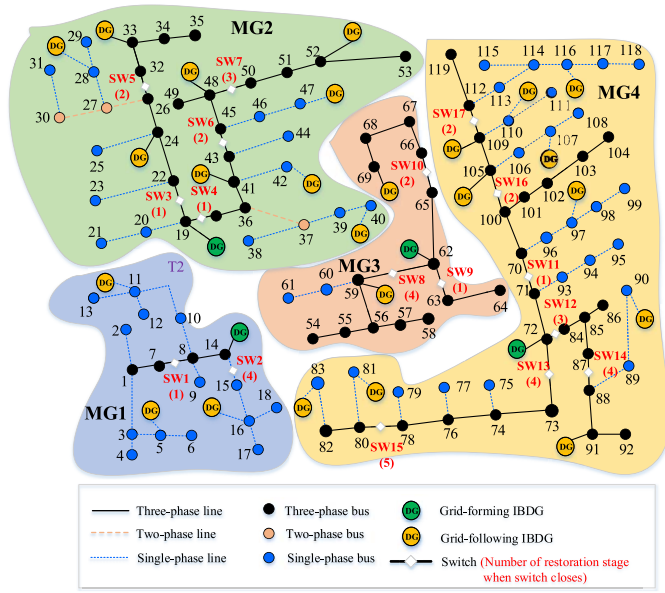 MG2
DG
29
33
34
35
DG
DG
31
28
SW5
(2)
32
SW7
(3)
51
52
DG
50
53
48
49
DG
47
46
45
SW6
(2)
30
27
26
24
DG
44
43
DG
42
41
DG
25
22
23
SW3
(1)
SW4
(1)
36
40
39
DG
20
21
19
DG
38
37
67
68
66
SW10
(2)
69
DG
65
DG
62
MG3
60
61
59
SW8
(4)
DG
SW9
(1)
63
64
54
55
56
57
58
119
115
114
116
117
118
MG4
112
113
DG
DG
111
SW17
(2)
110
107
108
109
DG
106
DG
104
103
105
DG
SW16
(2)
102
101
DG
99
100
98
97
96
70
SW11
(1)
95
94
93
71
SW12
(3)
90
DG
72
DG
84
85
86
SW13
(4)
SW14
(4)
87
89
88
83
81
DG
DG
79
77
75
73
74
76
78
80
82
SW15
(5)
DG
91
92
T2
DG
11
13
12
10
2
DG
14
8
7
1
SW1
(1)
SW2
(4)
15
9
MG1
DG
DG
18
16
3
5
6
4
17
Three-phase line
Three-phase bus
DG
Grid-forming IBDG
Two-phase line
Two-phase bus
DG
Grid-following IBDG
Single-phase line
Single-phase bus
Switch (Number of restoration stage
when switch closes)